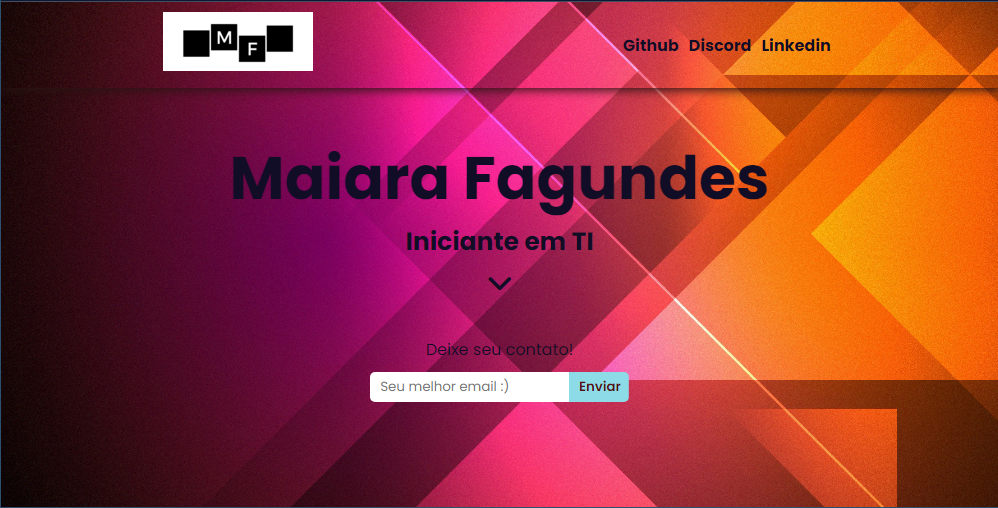 M
F
Github Discord Linkedin
Maiara Fagundes
Iniciante em TI
Deixe seu contato!
Seu melhor email :) Enviar